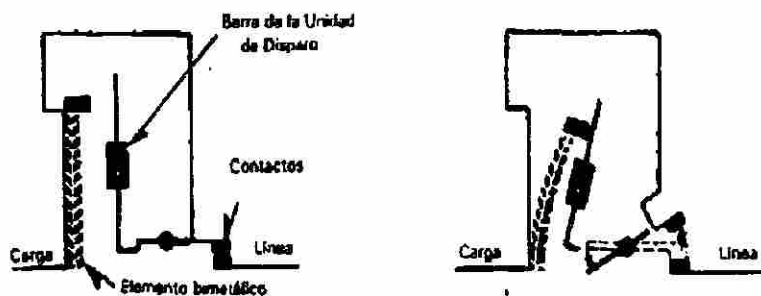 Barra de la Unidad
de Disparo
Contactos
Carga
Línea
Elemento bimetálico
Carga
Línea